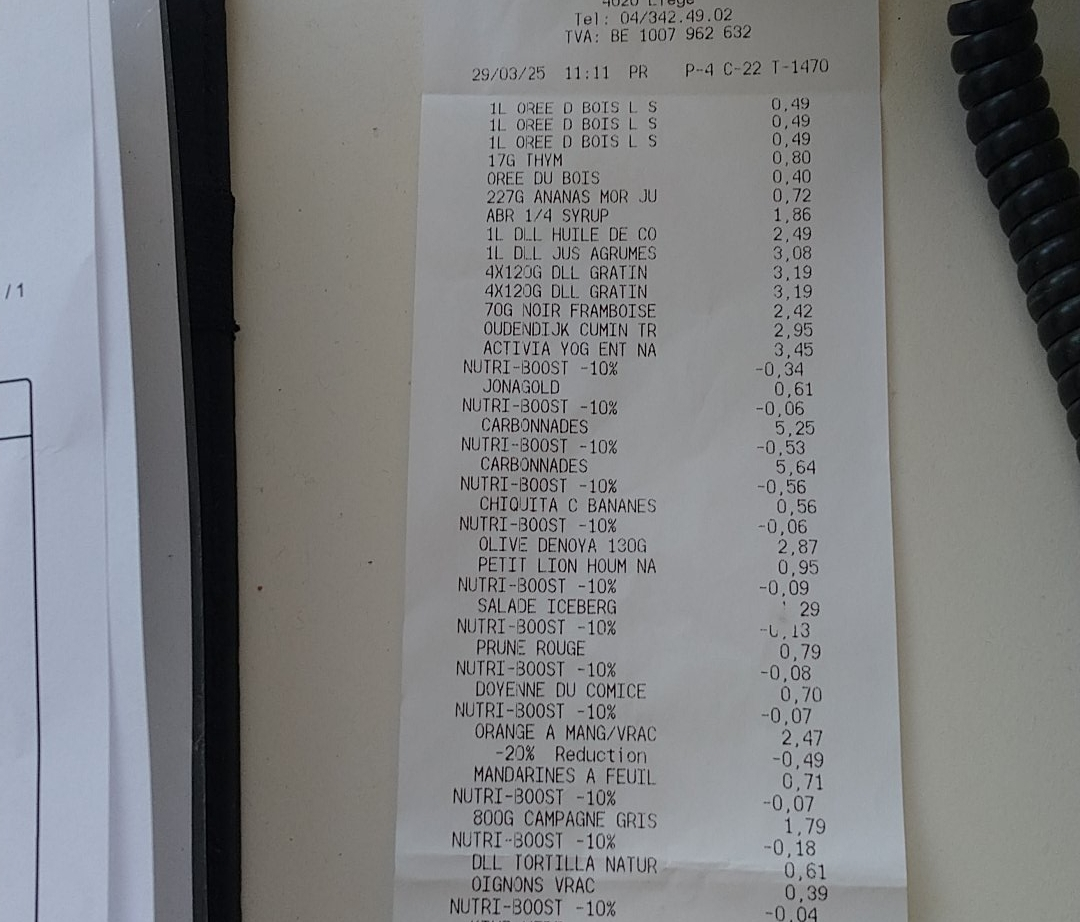 4020 Liège
Tel: 04/342.49.02
TVA: BE 1007 962 632
29/03/25 11:11 PR P-4 C-22 T-1470
1L OREE D BOIS L S 0,49
1L OREE D BOIS L S 0,49
1L OREE D BOIS L S 0,49
17G THYM 0,80
OREE DU BOIS 0,40
227G ANANAS MOR JU 0,72
ABR 1/4 SYRUP 1,86
1L DLL HUILE DE CO 2,49
1L DLL JUS AGRUMES 3,08
4X120G DLL GRATIN 3,19
4X120G DLL GRATIN 3,19
70G NOIR FRAMBOISE 2,42
OUDENDIJK CUMIN TR 2,95
ACTIVIA YOG ENT NA 3,45
NUTRI-BOOST -10% -0,34
JONAGOLD 0,61
NUTRI-BOOST -10% -0,06
CARBONNADES 5,25
NUTRI-BOOST -10% -0,53
CARBONNADES 5,64
NUTRI-BOOST -10% -0,56
CHIQUITA C BANANES 0,56
NUTRI-BOOST -10% -0,06
OLIVE DENOYA 130G 2,87
PETIT LION HOUM NA 0,95
NUTRI-BOOST -10% -0,09
SALADE ICEBERG 29
NUTRI-BOOST -10% -0,13
PRUNE ROUGE 0,79
NUTRI-BOOST -10% -0,08
DOYENNE DU COMICE 0,70
NUTRI-BOOST -10% -0,07
ORANGE A MANG/VRAC 2,47
-20% Reduction -0,49
MANDARINES A FEUIL 0,71
NUTRI-BOOST -10% -0,07
800G CAMPAGNE GRIS 1,79
NUTRI-BOOST -10% -0,18
DLL TORTILLA NATUR 0,61
OIGNONS VRAC 0,39
NUTRI-BOOST -10% -0,04
/1